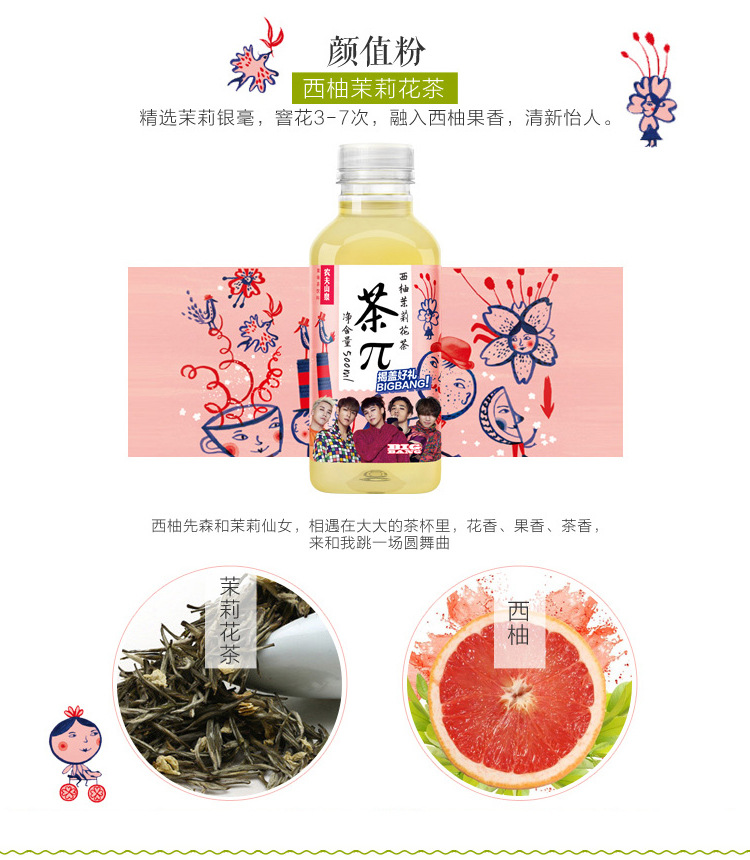 颜值粉
西柚茉莉花茶
精选茉莉银毫，窨花3-7次，融入西柚果香，清新怡人。
农夫山泉
西柚茉莉花茶
茶π
净含量500ml
揭盖好礼
BIGBANG!
BIG
BANG
西柚先森和茉莉仙女，相遇在大大的茶杯里，花香、果香、茶香，
来和我跳一场圆舞曲
茉莉花茶
西柚